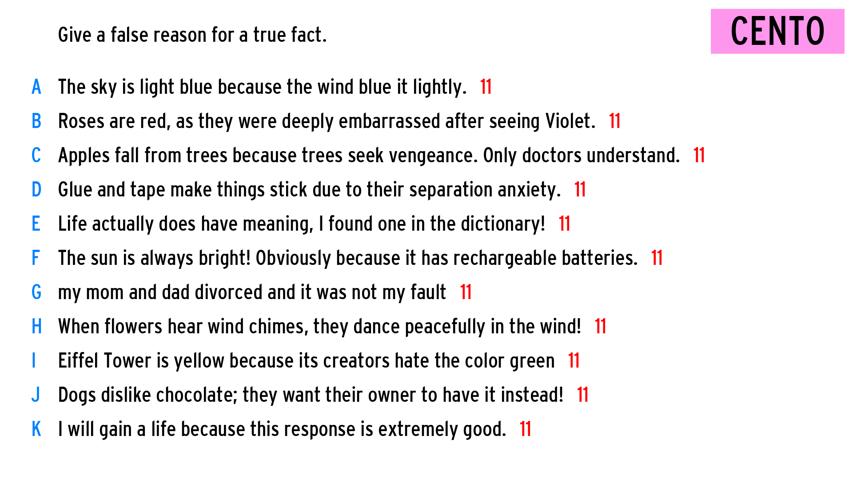 Give a false reason for a true fact.
CENTO
A The sky is light blue because the wind blue it lightly. 11
B Roses are red, as they were deeply embarrassed after seeing Violet. 11
C Apples fall from trees because trees seek vengeance. Only doctors understand. 11
D Glue and tape make things stick due to their separation anxiety. 11
E Life actually does have meaning, I found one in the dictionary! 11
F The sun is always bright! Obviously because it has rechargeable batteries. 11
G my mom and dad divorced and it was not my fault 11
H When flowers hear wind chimes, they dance peacefully in the wind! 11
I Eiffel Tower is yellow because its creators hate the color green 11
J Dogs dislike chocolate; they want their owner to have it instead! 11
K I will gain a life because this response is extremely good. 11